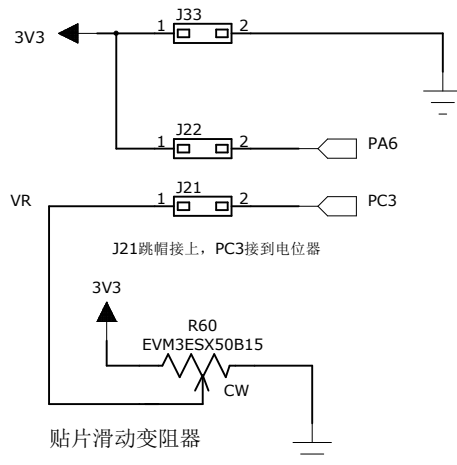 J33
3V3
1
2
J22
1
2
PA6
J21
VR
1
2
PC3
J21跳帽接上，PC3接到电位器
3V3
R60
EVM3ESX50B15
CW
贴片滑动变阻器